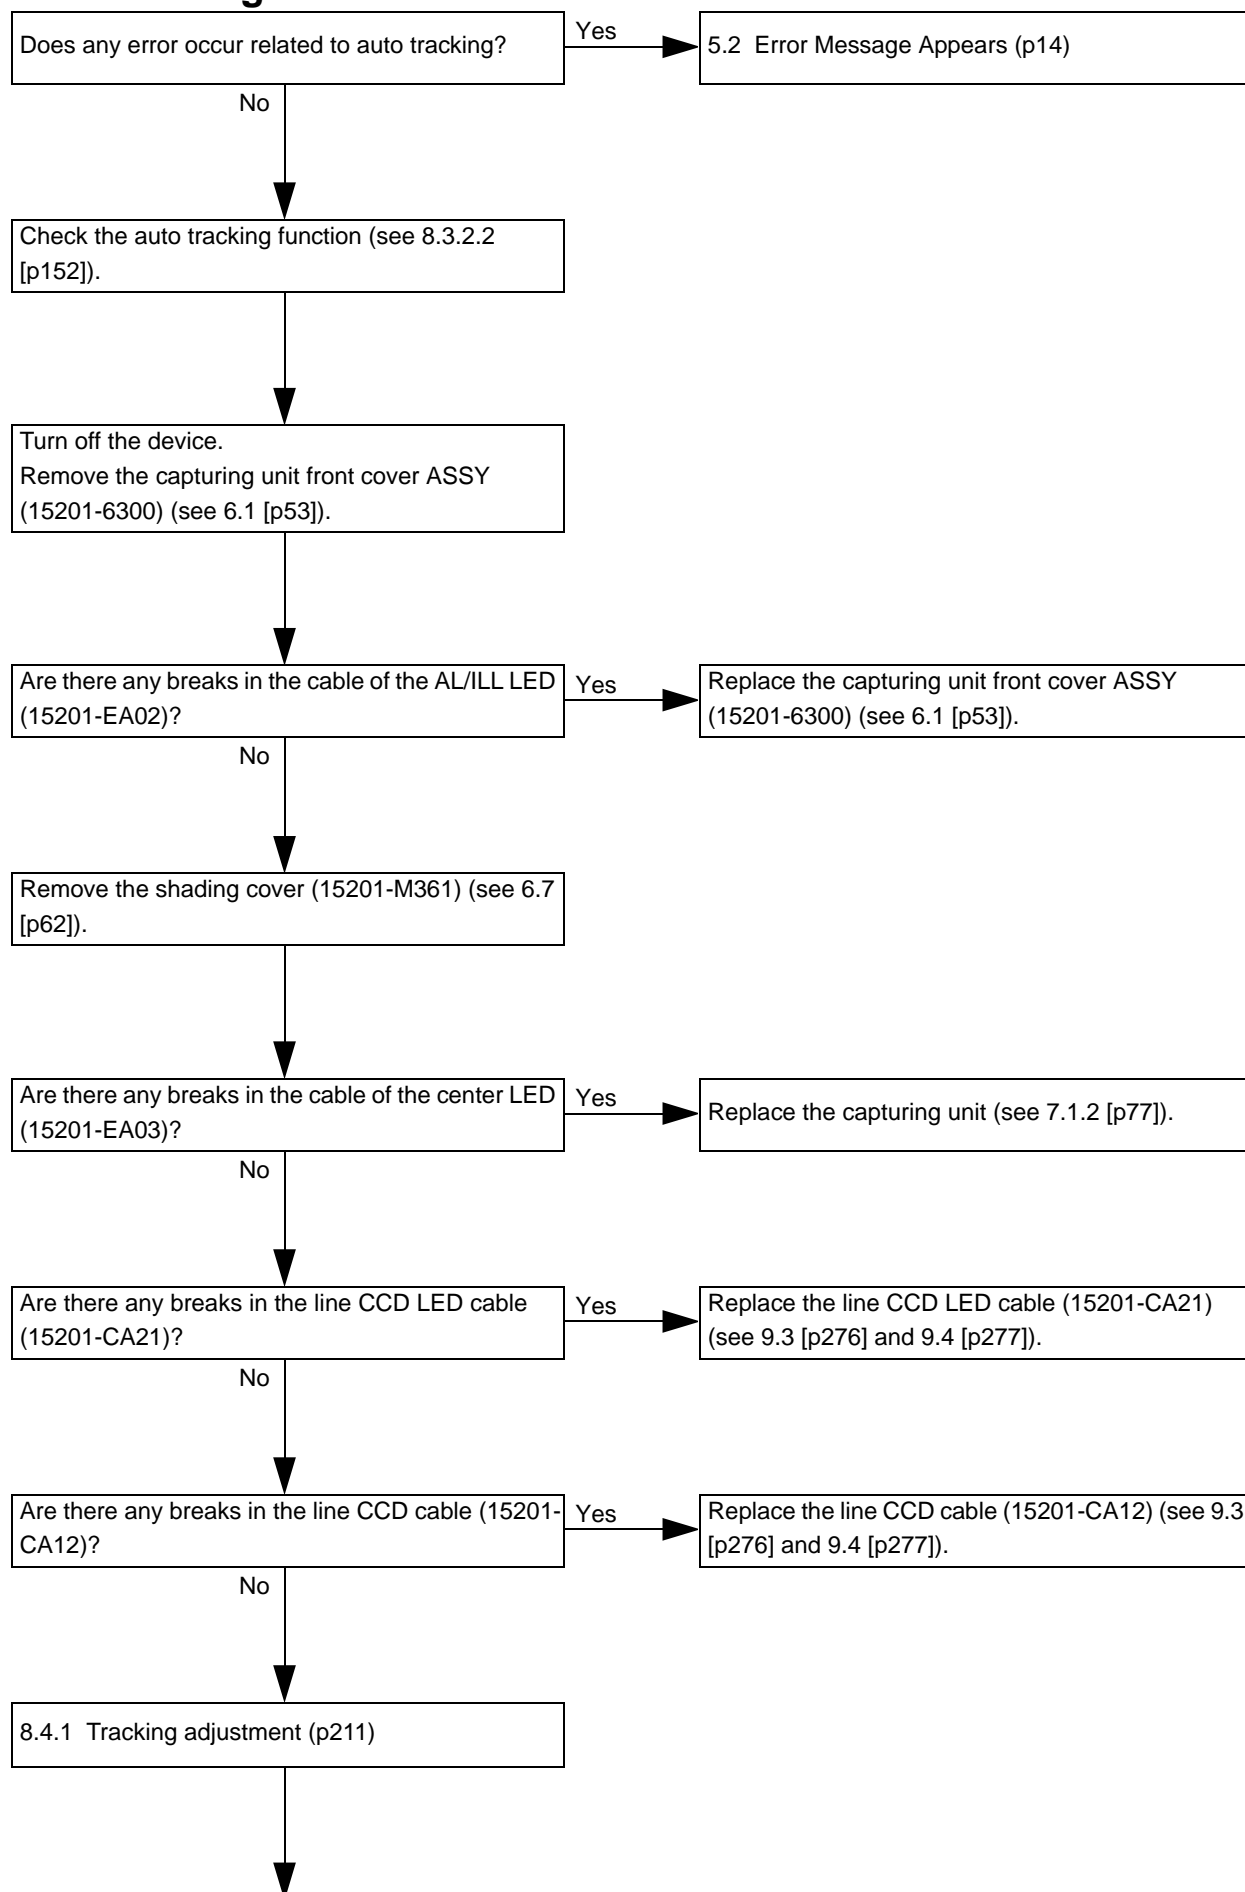 Does any error occur related to auto tracking?
Yes
5.2 Error Message Appears (p14)
No
Check the auto tracking function (see 8.3.2.2
[p152]).
Turn off the device.
Remove the capturing unit front cover ASSY
(15201-6300) (see 6.1 [p53]).
Are there any breaks in the cable of the AL/ILL LED
(15201-EA02)?
Yes
Replace the capturing unit front cover ASSY
(15201-6300) (see 6.1 [p53]).
No
Remove the shading cover (15201-M361) (see 6.7
[p62]).
Are there any breaks in the cable of the center LED
(15201-EA03)?
Yes
Replace the capturing unit (see 7.1.2 [p77]).
No
Are there any breaks in the line CCD LED cable
(15201-CA21)?
Yes
Replace the line CCD LED cable (15201-CA21)
(see 9.3 [p276] and 9.4 [p277]).
No
Are there any breaks in the line CCD cable (15201-
CA12)?
Yes
Replace the line CCD cable (15201-CA12) (see 9.3
[p276] and 9.4 [p277]).
No
8.4.1 Tracking adjustment (p211)